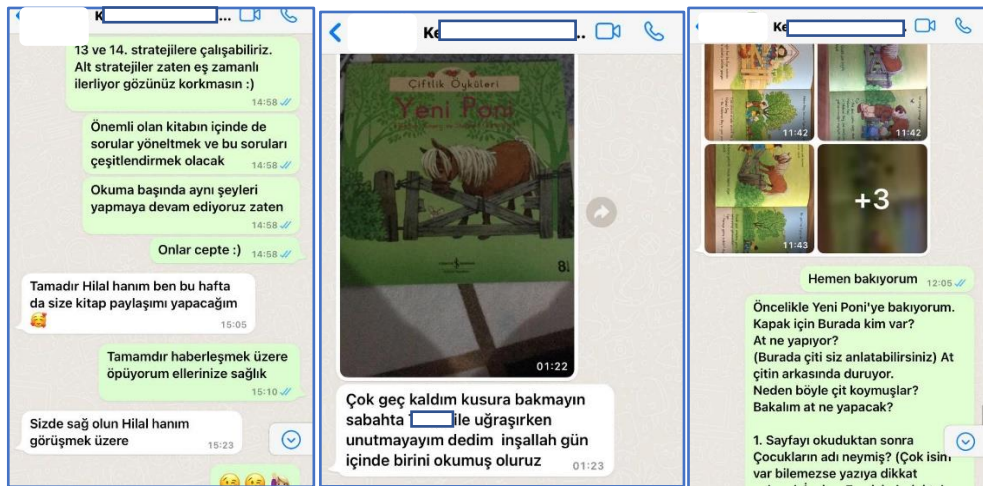 K
...
13 ve 14. stratejilere çalışabiliriz.
Alt stratejiler zaten eş zamanlı
ilerliyor gözünüz korkmasın :)
14:58
Önemli olan kitabın içinde de
sorular yöneltmek ve bu soruları
çeşitlendirmek olacak
14:58
Okuma başında aynı şeyleri
yapmaya devam ediyoruz zaten
14:58
Onlar cepte :)
14:58
Tamadır Hilal hanım ben bu hafta
da size kitap paylaşımı yapacağım
15:05
Tamamdır haberleşmek üzere
öpüyorum ellerinize sağlık
15:10
Sizde sağ olun Hilal hanım
görüşmek üzere
15:23
Ke
..
Çiftlik Öyküleri
Yeni Poni
01:22
Çok geç kaldım kusura bakmayın
sabahta
ile uğraşırken
unutmayayım dedim inşallah gün
içinde birini okumuş oluruz
01:23
Ke
...
11:42
11:42
11:43
+3
Hemen bakıyorum
12:05
Öncelikle Yeni Poni'ye bakıyorum.
Kapak için Burada kim var?
At ne yapıyor?
(Burada çiti siz anlatabilirsiniz) At
çitin arkasında duruyor.
Neden böyle çit koymuşlar?
Bakalım at ne yapacak?
1. Sayfayı okuduktan sonra
Çocukların adı neymiş? (Çok isim
var bilemezse yazıya dikkat